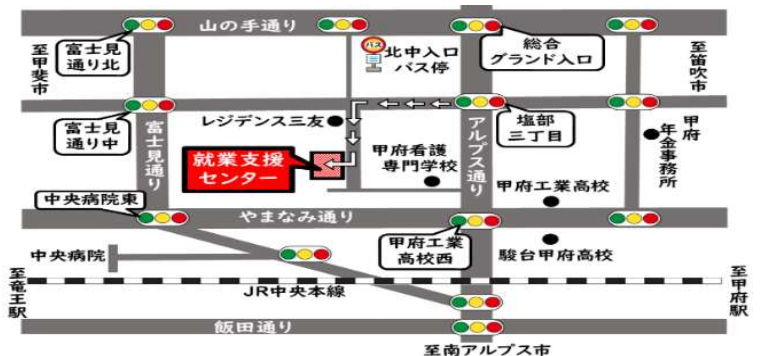 山の手通り
至甲斐市
富士見
通り北
バス
北中入口
バス停
総合
グランド入口
至笛吹市
富士見
通り中
富士見通り
レジデンス三友
アルプス通り
塩部
三丁目
甲府
年金事務所
就業支援
センター
甲府看護
専門学校
甲府工業高校
中央病院東
やまなみ通り
甲府工業
高校西
駿台甲府高校
中央病院
至竜王駅
JR中央本線
至甲府駅
飯田通り
至南アルプス市